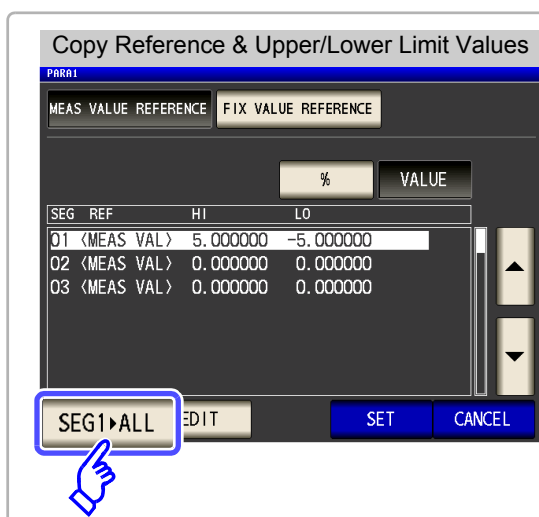 Copy Reference & Upper/Lower Limit Values
PARA1
MEAS VALUE REFERENCE FIX VALUE REFERENCE
% VALUE
SEG REF HI LO
01 〈MEAS VAL〉 5.000000 -5.000000
02 〈MEAS VAL〉 0.000000 0.000000
03 〈MEAS VAL〉 0.000000 0.000000
SEG1▸ALL EDIT SET CANCEL